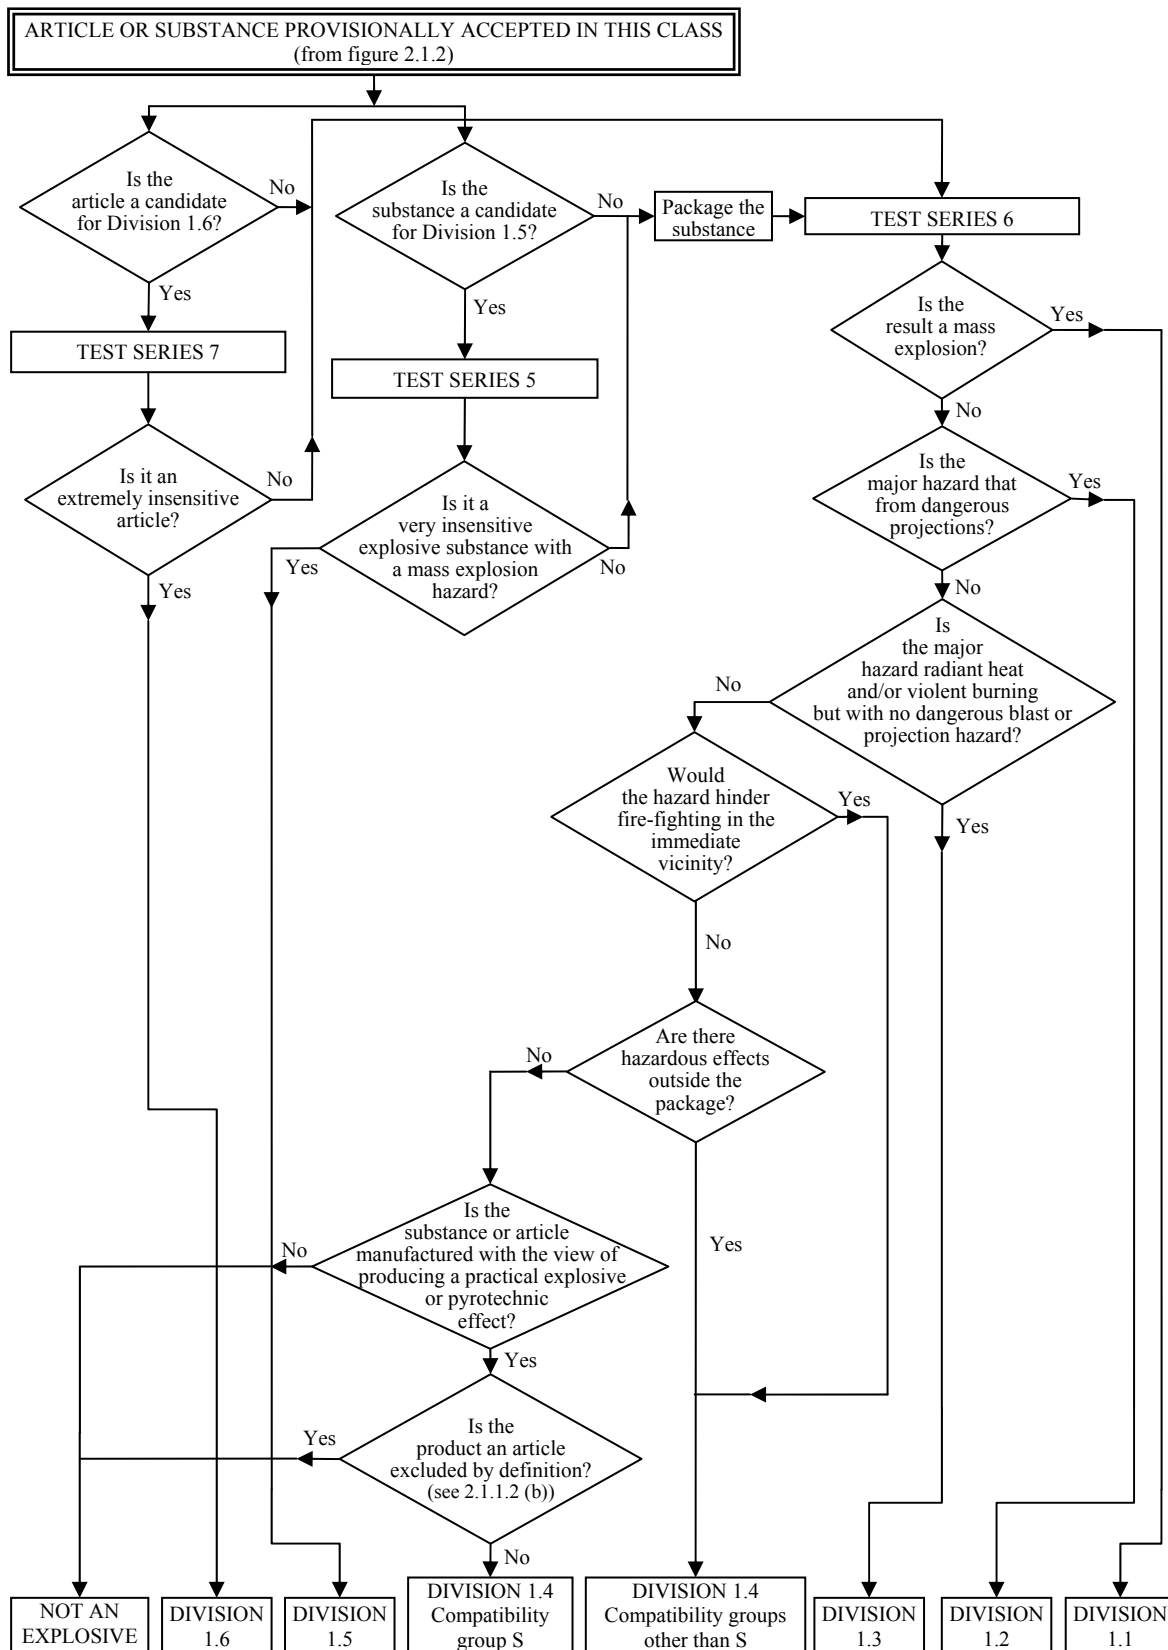 ARTICLE OR SUBSTANCE PROVISIONALLY ACCEPTED IN THIS CLASS
(from figure 2.1.2)
Is the
article a candidate
for Division 1.6?
No
Yes
TEST SERIES 7
Is it an
extremely insensitive
article?
No
Yes
Is the
substance a candidate
for Division 1.5?
No
Yes
TEST SERIES 5
Is it a
very insensitive
explosive substance with
a mass explosion
hazard?
Yes
No
Package the
substance
TEST SERIES 6
Is the
result a mass
explosion?
Yes
No
Is the
major hazard that
from dangerous
projections?
Yes
No
Is
the major
hazard radiant heat
and/or violent burning
but with no dangerous blast or
projection hazard?
No
Yes
Would
the hazard hinder
fire-fighting in the
immediate
vicinity?
Yes
No
Are there
hazardous effects
outside the
package?
No
Yes
Is the
substance or article
manufactured with the view of
producing a practical explosive
or pyrotechnic
effect?
No
Yes
Is the
product an article
excluded by definition?
(see 2.1.1.2 (b))
Yes
No
NOT AN
EXPLOSIVE
DIVISION
1.6
DIVISION
1.5
DIVISION 1.4
Compatibility
group S
DIVISION 1.4
Compatibility groups
other than S
DIVISION
1.3
DIVISION
1.2
DIVISION
1.1